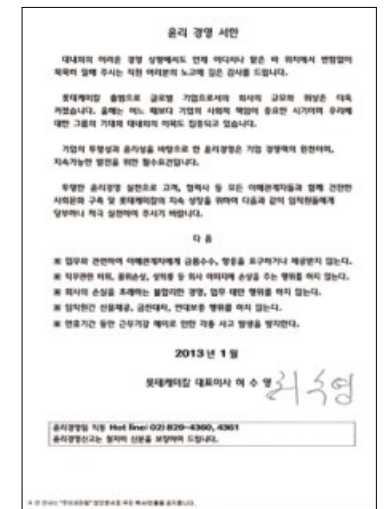 윤리 경영 서한
대내외의 어려운 경영 상황에서도 언제 어디서나 맡은 바 위치에서 변함없이
묵묵히 일해 주시는 직원 여러분의 노고에 깊은 감사를 드립니다.
롯데케미칼 출범으로 글로벌 기업으로서의 회사의 규모와 위상은 더욱
커졌습니다. 올해는 어느 때보다 기업의 사회적 책임이 중요한 시기이며 우리에
대한 그룹의 기대와 대내외의 이목도 집중되고 있습니다.
기업의 투명성과 윤리성을 바탕으로 한 윤리경영은 기업 경쟁력의 원천이며,
지속가능한 발전을 위한 필수요건입니다.
투명한 윤리경영 실천으로 고객, 협력사 등 모든 이해관계자들과 함께 건전한
사회문화 구축 및 롯데케미칼의 지속 성장을 위하여 다음과 같이 임직원들에게
당부하니 적극 실천하여 주시기 바랍니다.
다 음
※ 업무와 관련하여 이해관계자에게 금품수수, 향응을 요구하거나 제공받지 않는다.
※ 직무관련 비위, 품위손상, 성희롱 등 회사 이미지에 손상을 주는 행위를 하지 않는다.
※ 회사의 손실을 초래하는 불합리한 경영, 업무 태만 행위를 하지 않는다.
※ 임직원간 선물제공, 금전대차, 연대보증 행위를 하지 않는다.
※ 연휴기간 동안 근무기강 해이로 인한 각종 사고 발생을 방지한다.
2013년 1월
롯데케미칼 대표이사 허 수 영
허수영
윤리경영팀 직통 Hot line: 02) 829-4360, 4361
윤리경영신고는 철저히 신분을 보장하여 드립니다.